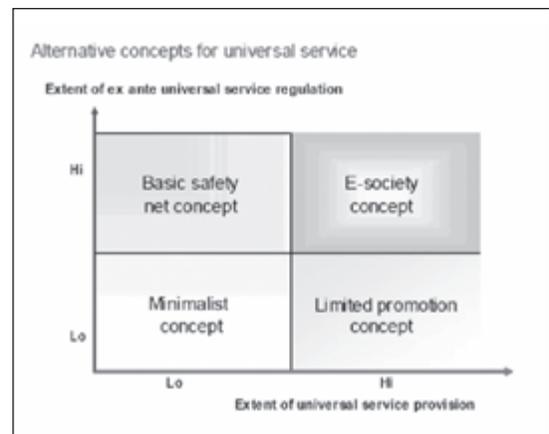 Alternative concepts for universal service
Extent of ex ante universal service regulation
Hi
Basic safety
net concept
E-society
concept
Minimalist
concept
Limited promotion
concept
Lo
Lo
Hi
Extent of universal service provision